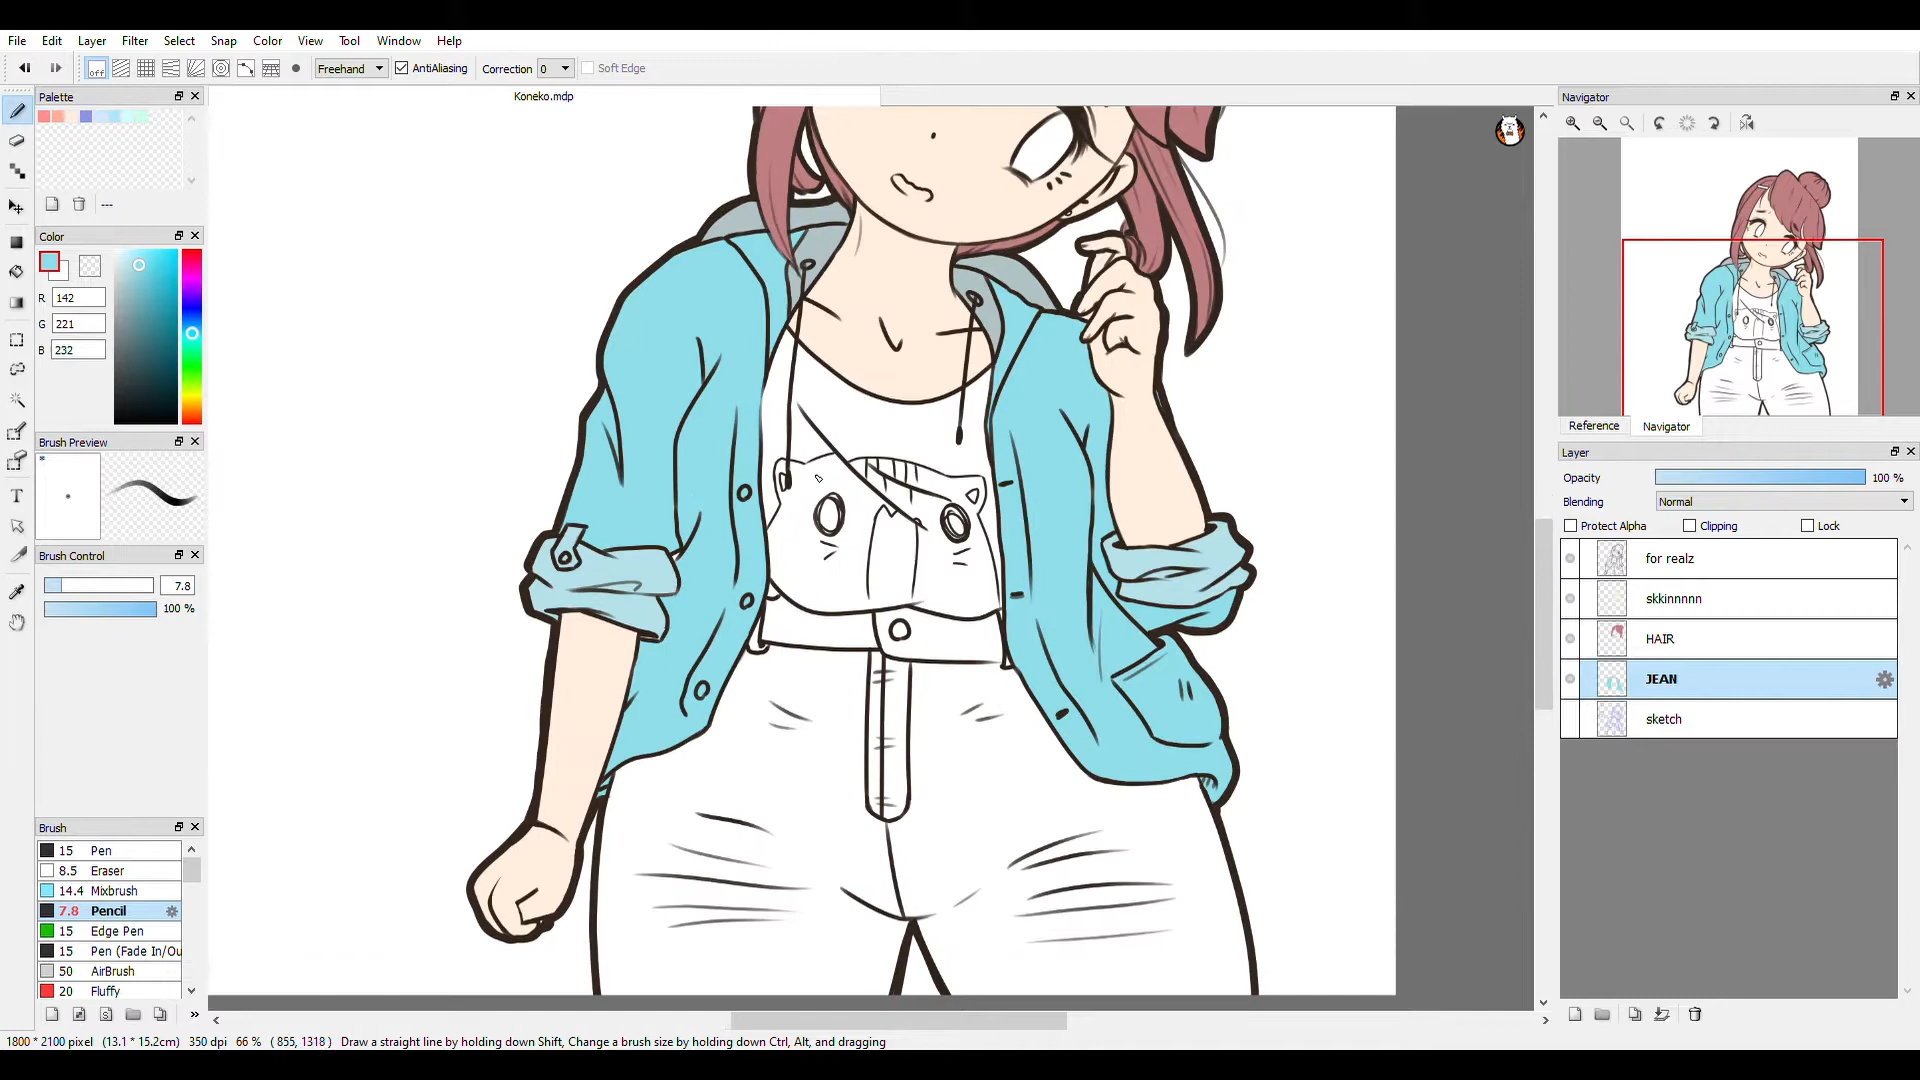 File Edit Layer Filter Select Snap Color View Tool Window Help
off Freehand AntiAliasing Correction 0 Soft Edge
Palette
Koneko.mdp
---
Color
R 142
G 221
B 232
Brush Preview
Brush Control
7.8
100 %
Brush
15 Pen
8.5 Eraser
14.4 Mixbrush
7.8 Pencil
15 Edge Pen
15 Pen (Fade In/Ou
50 AirBrush
20 Fluffy
Navigator
Reference Navigator
Layer
Opacity 100 %
Blending Normal
Protect Alpha Clipping Lock
for realz
skkinnnnn
HAIR
JEAN
sketch
1800 * 2100 pixel (13.1 * 15.2cm) 350 dpi 66 % ( 855, 1318 ) Draw a straight line by holding down Shift, Change a brush size by holding down Ctrl, Alt, and dragging